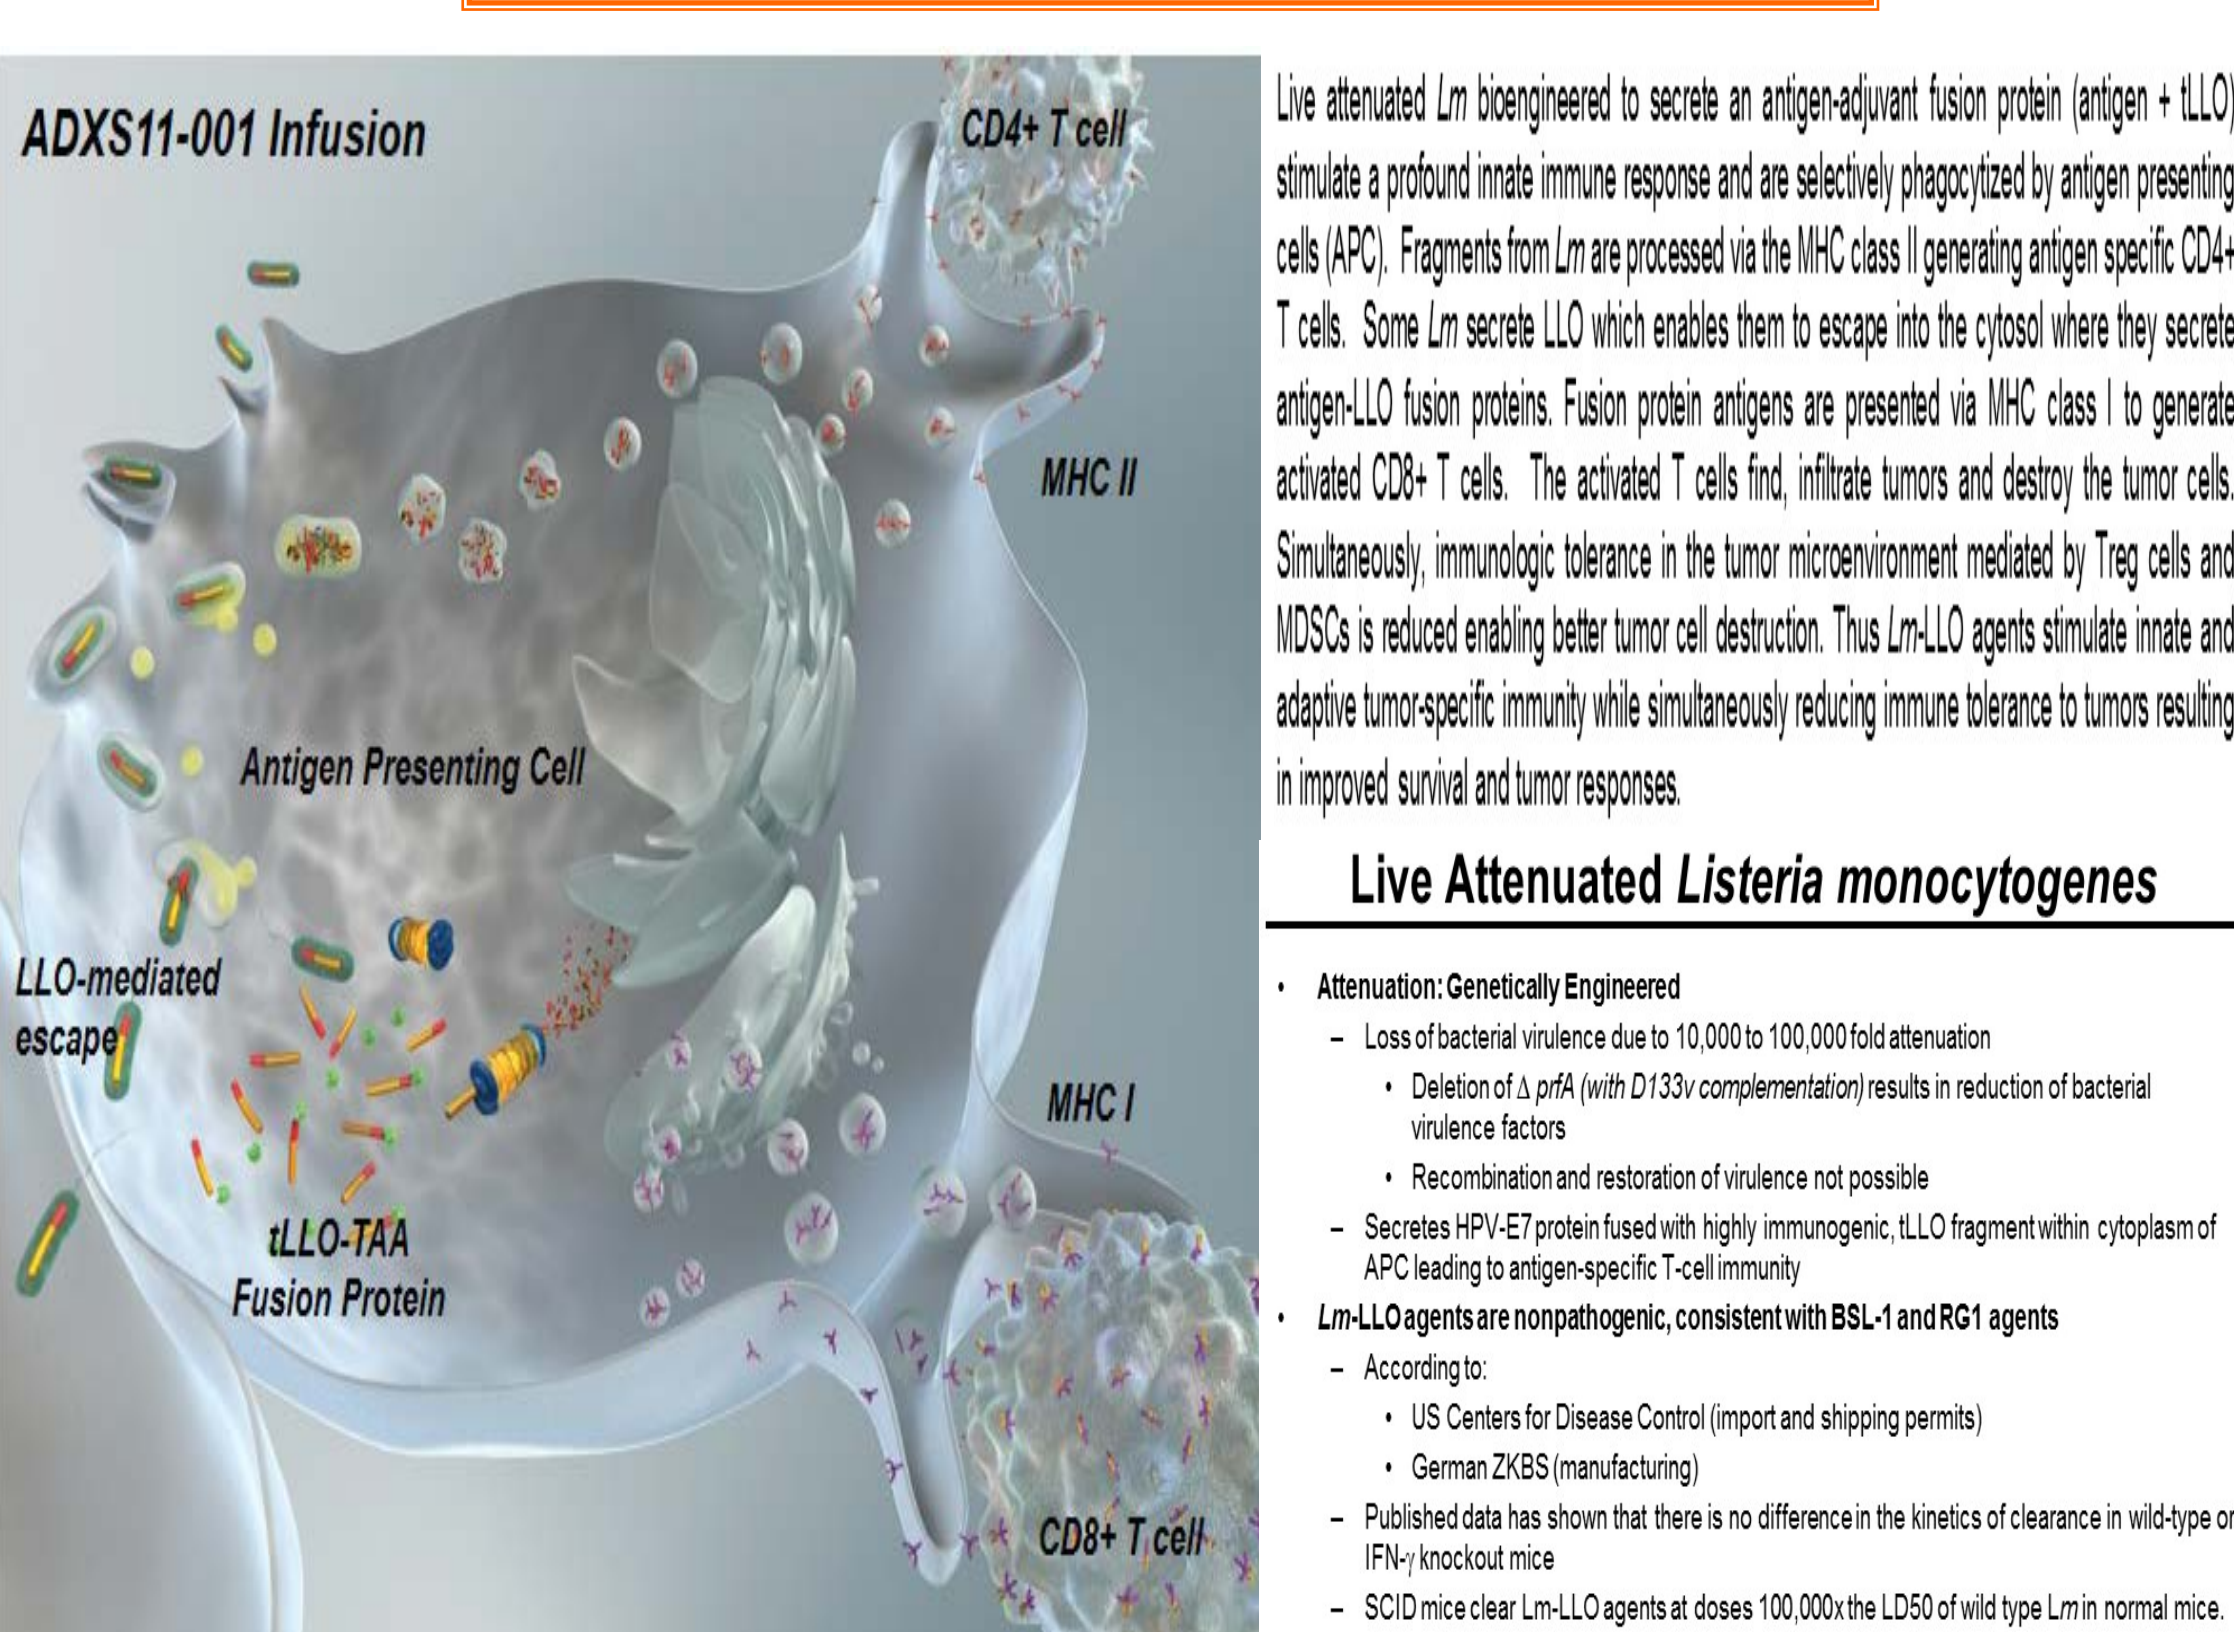 ADXS11-001 Infusion
CD4+ T cell
MHC II
Antigen Presenting Cell
LLO-mediated
escape
MHC I
tLLO-TAA
Fusion Protein
CD8+ T cell
Live attenuated Lm bioengineered to secrete an antigen-adjuvant fusion protein (antigen + tLLO)
stimulate a profound innate immune response and are selectively phagocytized by antigen presenting
cells (APC). Fragments from Lm are processed via the MHC class II generating antigen specific CD4+
T cells. Some Lm secrete LLO which enables them to escape into the cytosol where they secrete
antigen-LLO fusion proteins. Fusion protein antigens are presented via MHC class I to generate
activated CD8+ T cells. The activated T cells find, infiltrate tumors and destroy the tumor cells.
Simultaneously, immunologic tolerance in the tumor microenvironment mediated by Treg cells and
MDSCs is reduced enabling better tumor cell destruction. Thus Lm-LLO agents stimulate innate and
adaptive tumor-specific immunity while simultaneously reducing immune tolerance to tumors resulting
in improved survival and tumor responses.
Live Attenuated Listeria monocytogenes
• Attenuation: Genetically Engineered
– Loss of bacterial virulence due to 10,000 to 100,000 fold attenuation
• Deletion of Δ prfA (with D133v complementation) results in reduction of bacterial
virulence factors
• Recombination and restoration of virulence not possible
– Secretes HPV-E7 protein fused with highly immunogenic, tLLO fragment within cytoplasm of
APC leading to antigen-specific T-cell immunity
• Lm-LLO agents are nonpathogenic, consistent with BSL-1 and RG1 agents
– According to:
• US Centers for Disease Control (import and shipping permits)
• German ZKBS (manufacturing)
– Published data has shown that there is no difference in the kinetics of clearance in wild-type or
IFN-γ knockout mice
– SCID mice clear Lm-LLO agents at doses 100,000x the LD50 of wild type Lm in normal mice.